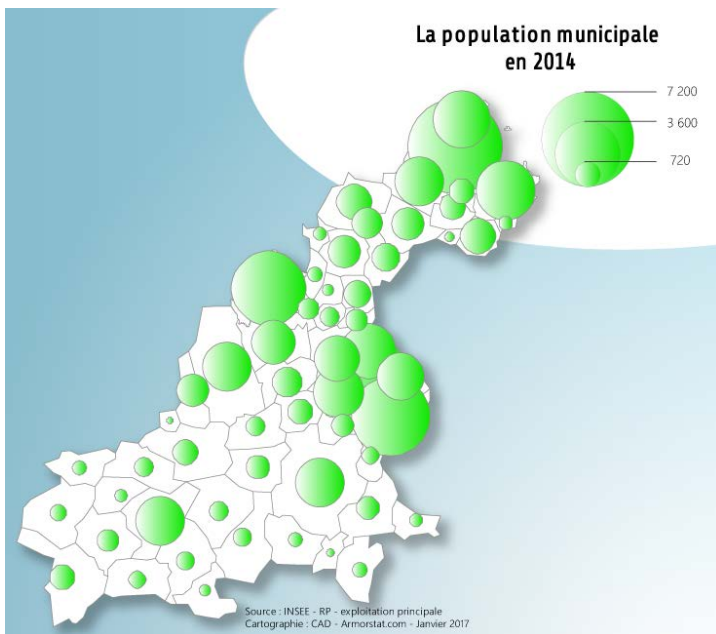 La population municipale
en 2014
7 200
3 600
720
Source : INSEE - RP - exploitation principale
Cartographie : CAD - Armorstat.com - Janvier 2017